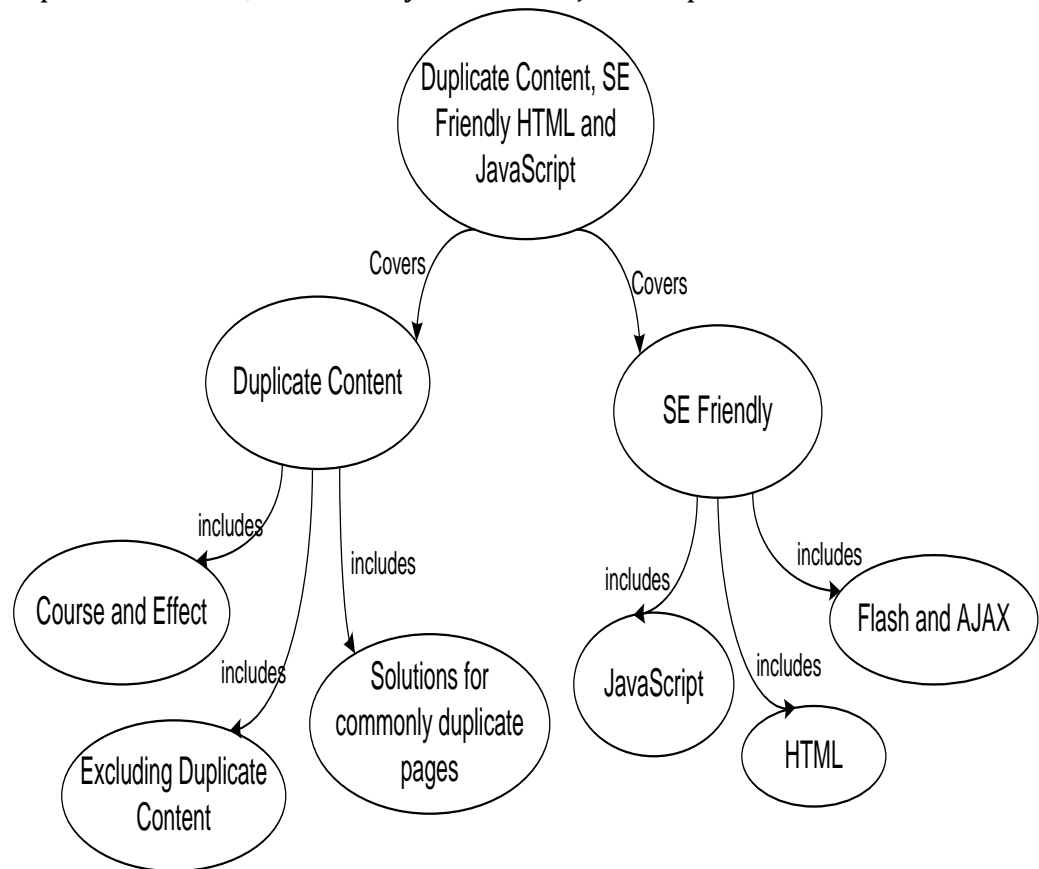 Duplicate Content, SE
Friendly HTML and
JavaScript
Covers
Covers
Duplicate Content
SE Friendly
includes
includes
includes
includes
includes
includes
Course and Effect
Excluding Duplicate
Content
Solutions for
commonly duplicate
pages
JavaScript
HTML
Flash and AJAX